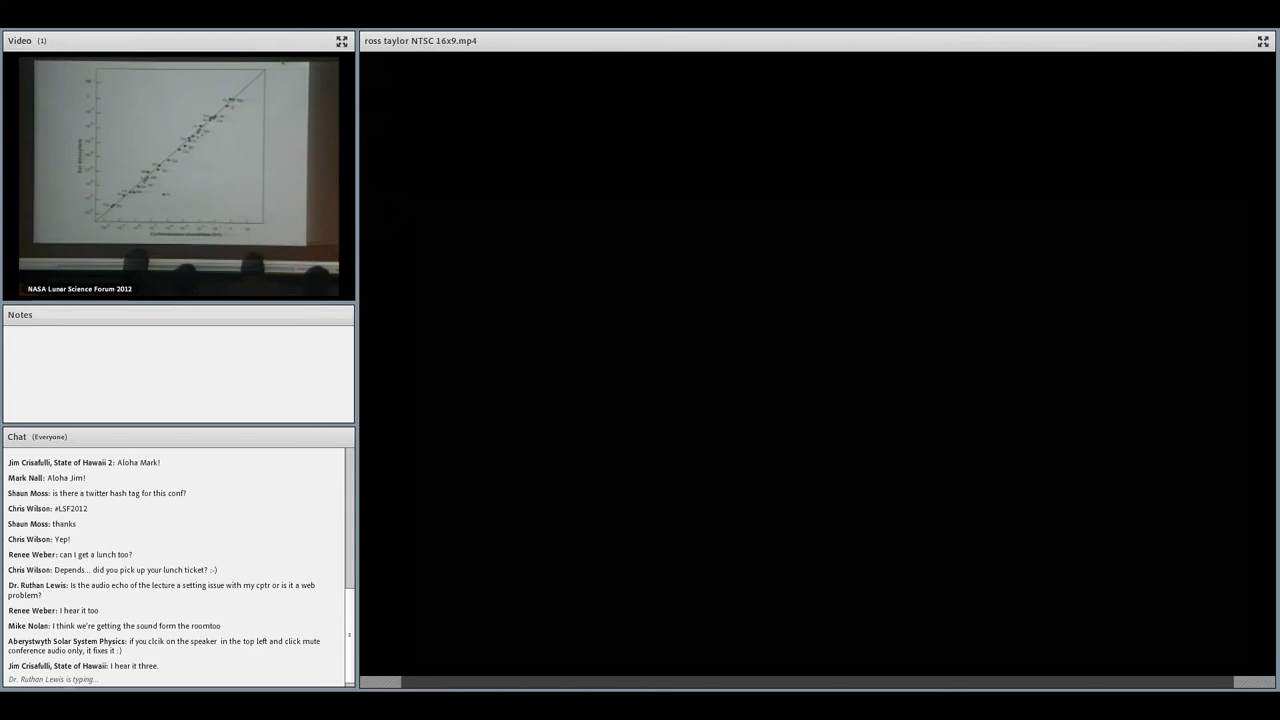 Video (1)
ross taylor NTSC 16x9.mp4
NASA Lunar Science Forum 2012
Notes
Chat (Everyone)
Jim Crisafulli, State of Hawaii 2: Aloha Mark!
Mark Nall: Aloha Jim!
Shaun Moss: is there a twitter hash tag for this conf?
Chris Wilson: #LSF2012
Shaun Moss: thanks
Chris Wilson: Yep!
Renee Weber: can I get a lunch too?
Chris Wilson: Depends... did you pick up your lunch ticket? :-)
Dr. Ruthan Lewis: Is the audio echo of the lecture a setting issue with my cptr or is it a web
problem?
Renee Weber: I hear it too
Mike Nolan: I think we're getting the sound form the roomtoo
Aberystwyth Solar System Physics: if you clcik on the speaker in the top left and click mute
conference audio only, it fixes it :)
Jim Crisafulli, State of Hawaii: I hear it three.
Dr. Ruthan Lewis is typing...